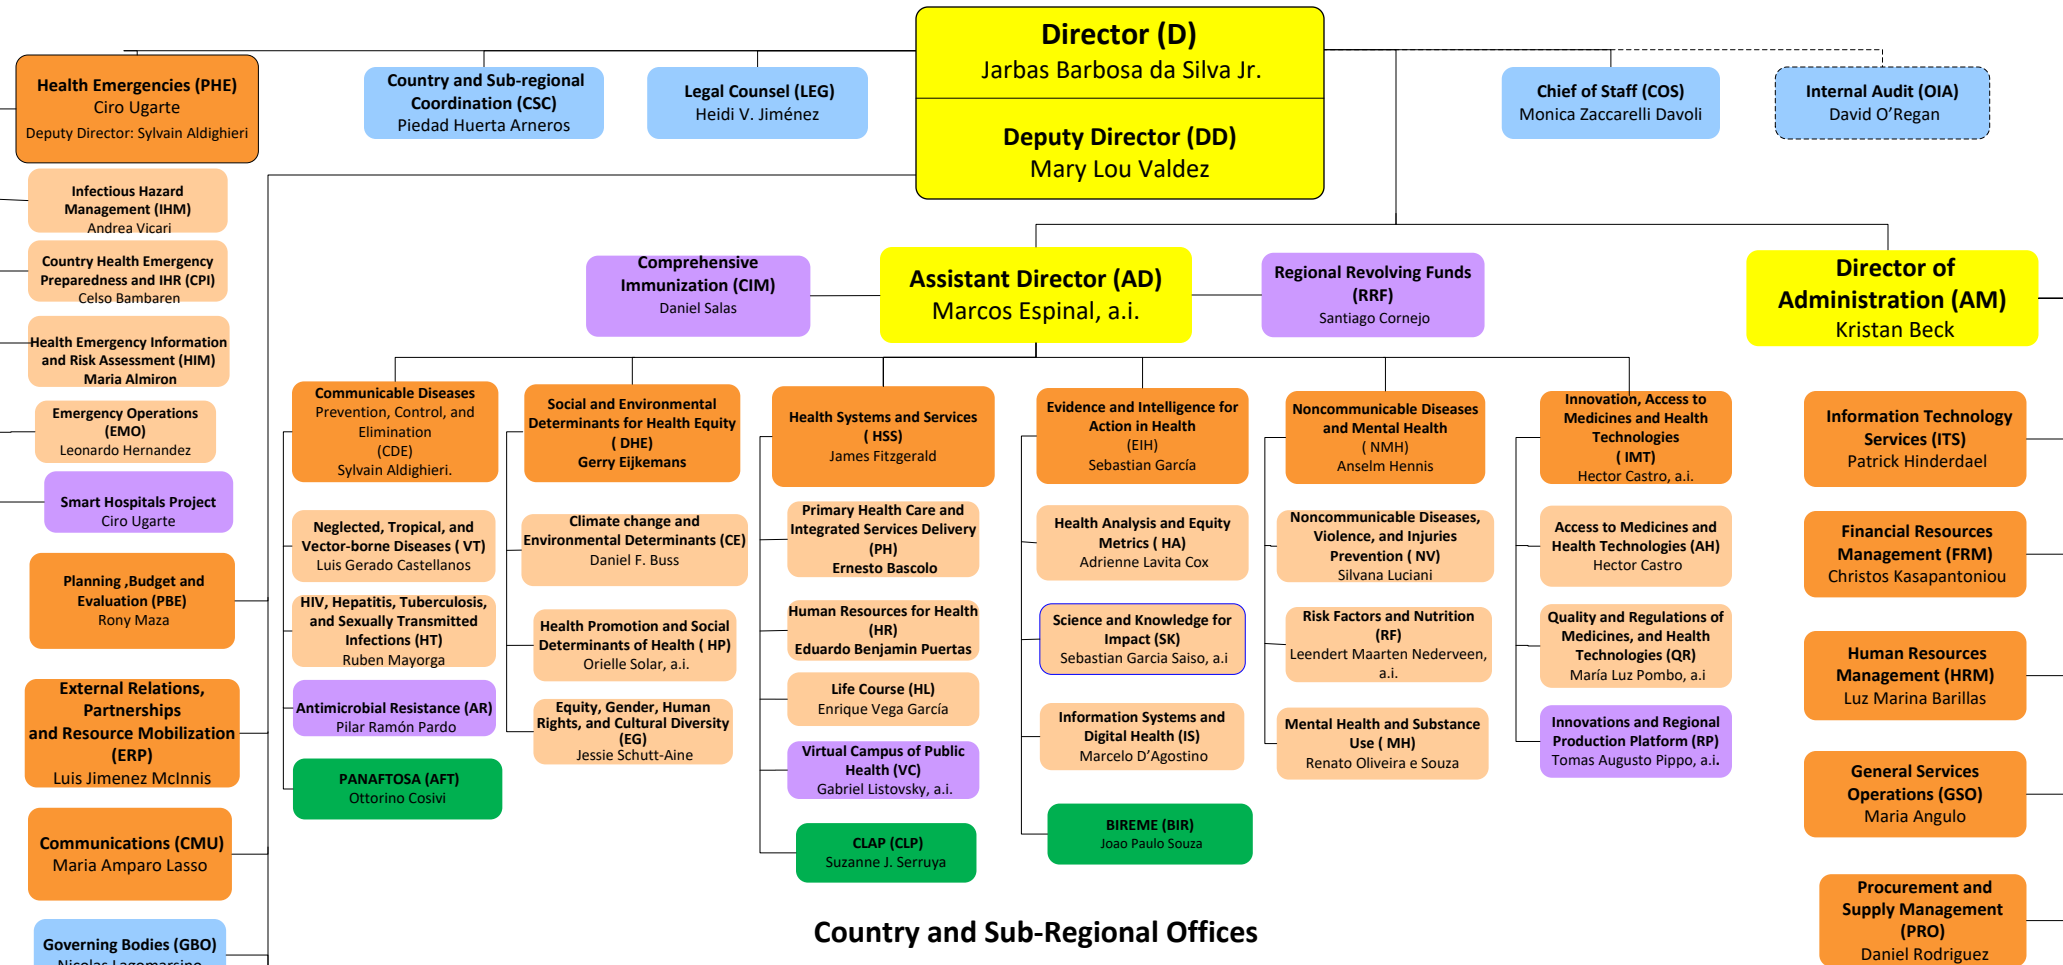 Director (D)
Jarbas Barbosa da Silva Jr.
Deputy Director (DD)
Mary Lou Valdez
Health Emergencies (PHE)
Ciro Ugarte
Deputy Director: Sylvain Aldighieri
Country and Sub-regional
Coordination (CSC)
Piedad Huerta Arneros
Legal Counsel (LEG)
Heidi V. Jiménez
Chief of Staff (COS)
Monica Zaccarelli Davoli
Internal Audit (OIA)
David O’Regan
Infectious Hazard
Management (IHM)
Andrea Vicari
Country Health Emergency
Preparedness and IHR (CPI)
Celso Bambaren
Health Emergency Information
and Risk Assessment (HIM)
Maria Almiron
Emergency Operations
(EMO)
Leonardo Hernandez
Smart Hospitals Project
Ciro Ugarte
Planning ,Budget and
Evaluation (PBE)
Rony Maza
External Relations,
Partnerships
and Resource Mobilization
(ERP)
Luis Jimenez McInnis
Communications (CMU)
Maria Amparo Lasso
Governing Bodies (GBO)
Nicolas Lagomarsino
Comprehensive
Immunization (CIM)
Daniel Salas
Assistant Director (AD)
Marcos Espinal, a.i.
Regional Revolving Funds
(RRF)
Santiago Cornejo
Director of
Administration (AM)
Kristan Beck
Communicable Diseases
Prevention, Control, and
Elimination
(CDE)
Sylvain Aldighieri.
Neglected, Tropical, and
Vector-borne Diseases ( VT)
Luis Gerado Castellanos
HIV, Hepatitis, Tuberculosis,
and Sexually Transmitted
Infections (HT)
Ruben Mayorga
Antimicrobial Resistance (AR)
Pilar Ramón Pardo
PANAFTOSA (AFT)
Ottorino Cosivi
Social and Environmental
Determinants for Health Equity
( DHE)
Gerry Eijkemans
Climate change and
Environmental Determinants (CE)
Daniel F. Buss
Health Promotion and Social
Determinants of Health ( HP)
Orielle Solar, a.i.
Equity, Gender, Human
Rights, and Cultural Diversity
(EG)
Jessie Schutt-Aine
Health Systems and Services
( HSS)
James Fitzgerald
Primary Health Care and
Integrated Services Delivery
(PH)
Ernesto Bascolo
Human Resources for Health
(HR)
Eduardo Benjamin Puertas
Life Course (HL)
Enrique Vega García
Virtual Campus of Public
Health (VC)
Gabriel Listovsky, a.i.
CLAP (CLP)
Suzanne J. Serruya
Evidence and Intelligence for
Action in Health
(EIH)
Sebastian García
Health Analysis and Equity
Metrics ( HA)
Adrienne Lavita Cox
Science and Knowledge for
Impact (SK)
Sebastian Garcia Saiso, a.i
Information Systems and
Digital Health (IS)
Marcelo D’Agostino
BIREME (BIR)
Joao Paulo Souza
Noncommunicable Diseases
and Mental Health
( NMH)
Anselm Hennis
Noncommunicable Diseases,
Violence, and Injuries
Prevention ( NV)
Silvana Luciani
Risk Factors and Nutrition
(RF)
Leendert Maarten Nederveen,
a.i.
Mental Health and Substance
Use ( MH)
Renato Oliveira e Souza
Innovation, Access to
Medicines and Health
Technologies
( IMT)
Hector Castro, a.i.
Access to Medicines and
Health Technologies (AH)
Hector Castro
Quality and Regulations of
Medicines, and Health
Technologies (QR)
María Luz Pombo, a.i
Innovations and Regional
Production Platform (RP)
Tomas Augusto Pippo, a.i.
Information Technology
Services (ITS)
Patrick Hinderdael
Financial Resources
Management (FRM)
Christos Kasapantoniou
Human Resources
Management (HRM)
Luz Marina Barillas
General Services
Operations (GSO)
Maria Angulo
Procurement and
Supply Management
(PRO)
Daniel Rodriguez
Country and Sub-Regional Offices